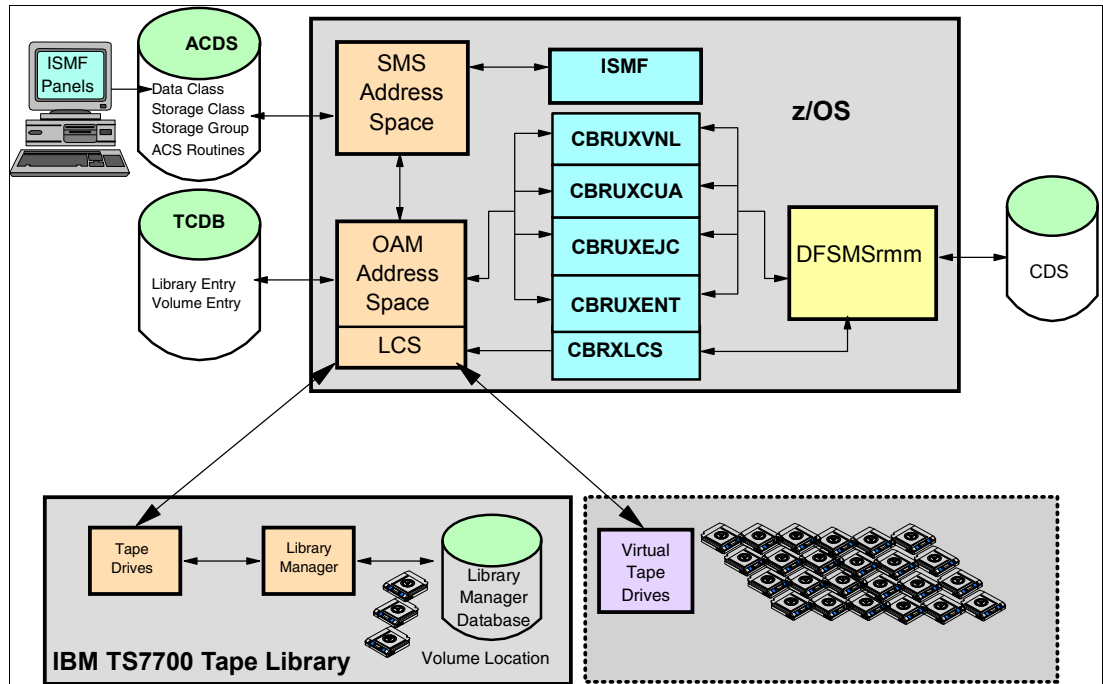 ISMF
Panels
ACDS
Data Class
Storage Class
Storage Group
ACS Routines
SMS
Address
Space
ISMF
z/OS
CBRUXVNL
CBRUXCUA
CBRUXEJC
CBRUXENT
CBRXLCS
TCDB
Library Entry
Volume Entry
OAM
Address
Space
LCS
DFSMSrmm
CDS
Tape
Drives
Library
Manager
Library
Manager
Database
Volume Location
IBM TS7700 Tape Library
Virtual
Tape
Drives